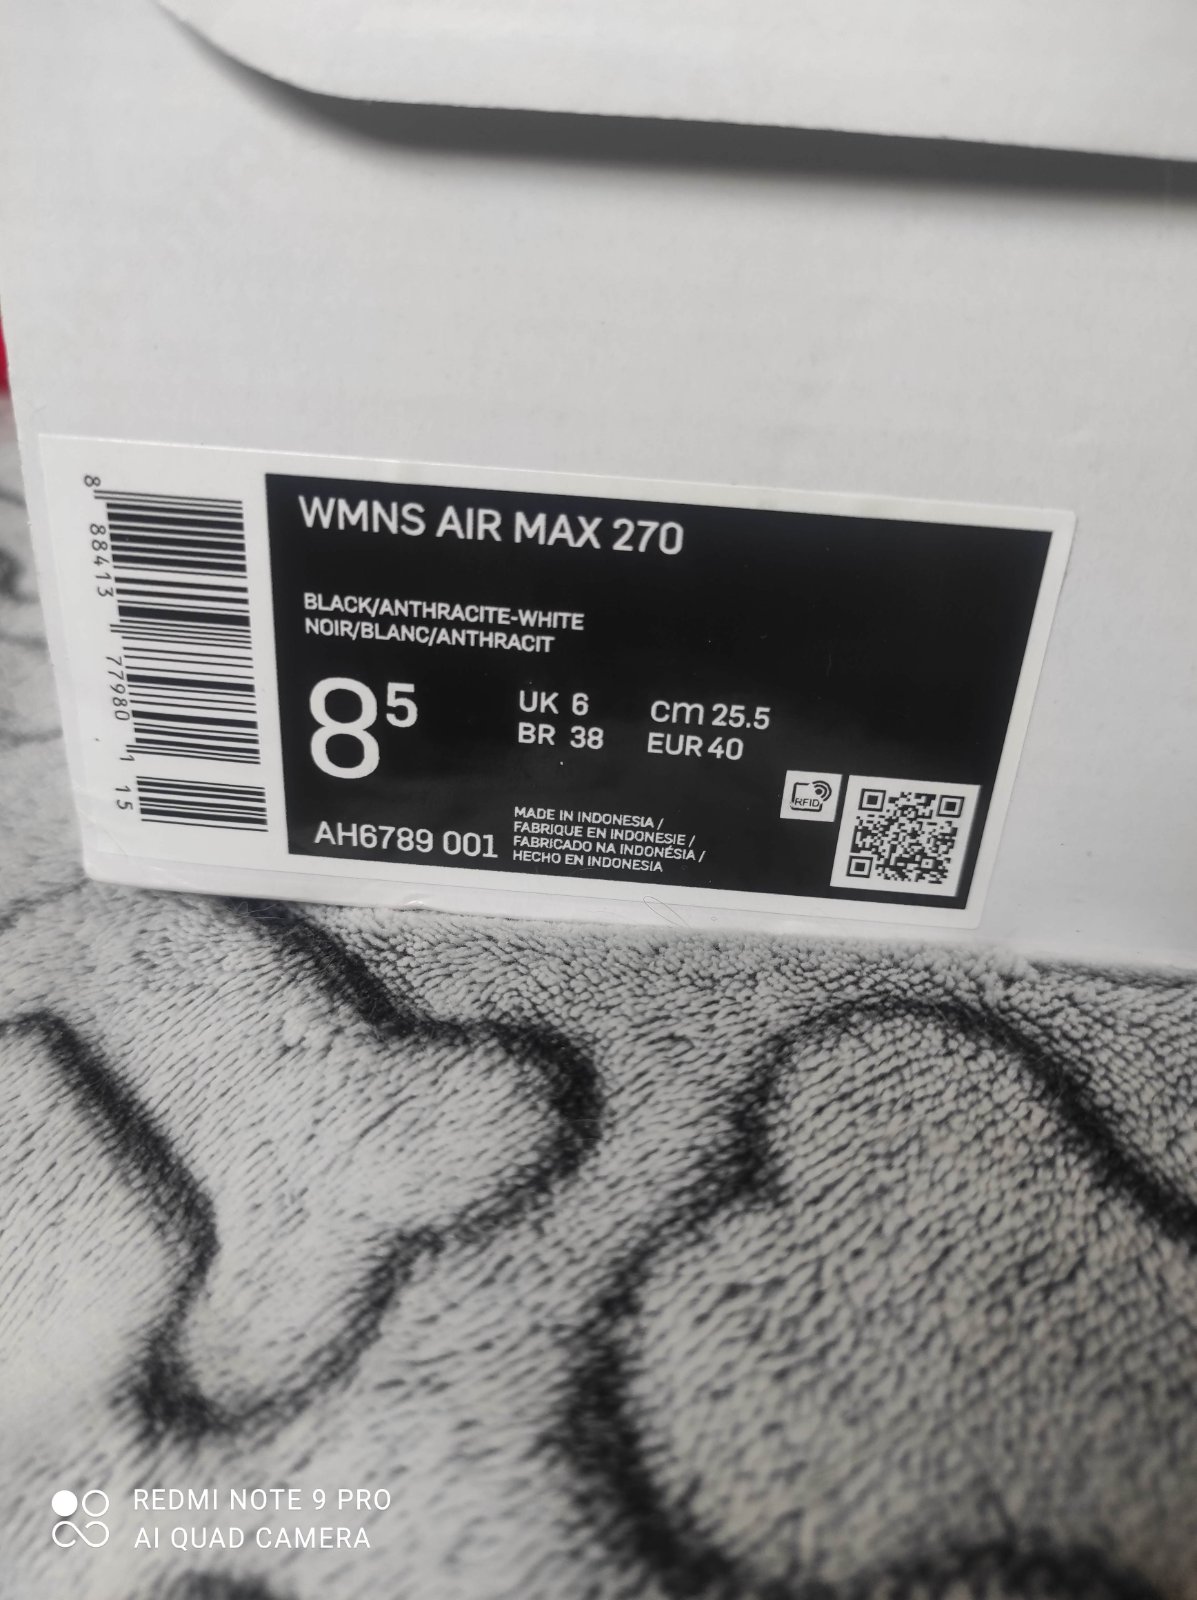 WMNS AIR MAX 270
BLACK/ANTHRACITE-WHITE
NOIR/BLANC/ANTHRACIT
8⁵
UK 6
BR 38
cm 25.5
EUR 40
AH6789 001
MADE IN INDONESIA /
FABRIQUE EN INDONESIE /
FABRICADO NA INDONÉSIA /
HECHO EN INDONESIA
RFID
8 88413 77980 1 15
REDMI NOTE 9 PRO
AI QUAD CAMERA